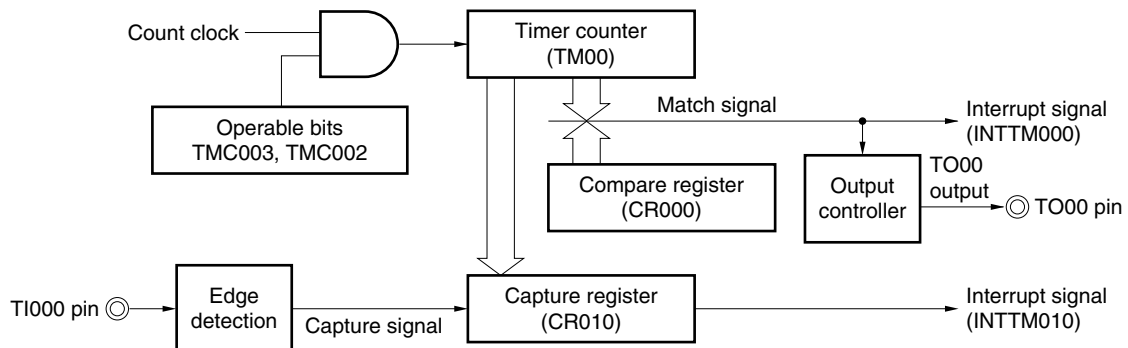 Count clock
Timer counter
(TM00)
Operable bits
TMC003, TMC002
Match signal
Interrupt signal
(INTTM000)
Compare register
(CR000)
Output
controller
TO00
output
TO00 pin
TI000 pin
Edge
detection
Capture signal
Capture register
(CR010)
Interrupt signal
(INTTM010)